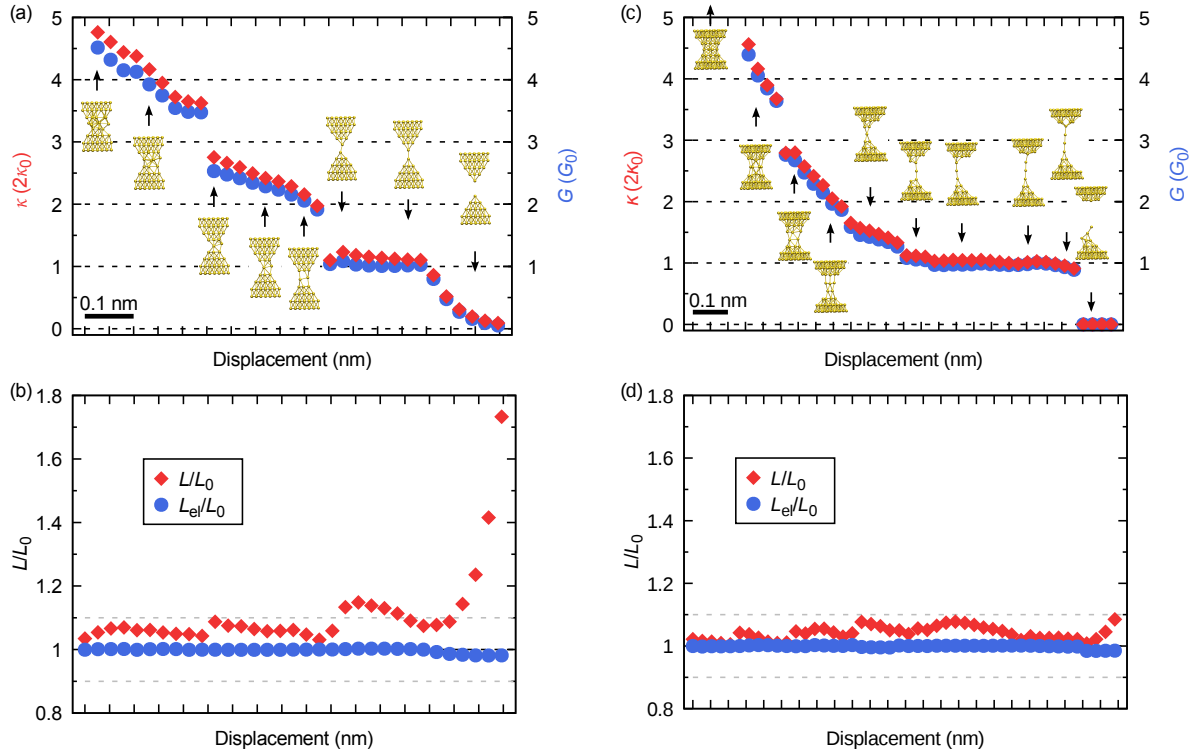 (a)
5
4
3
2
1
0
κ (2κ0)
0.1 nm
5
4
3
2
1
0
G (G0)
Displacement (nm)
(c)
5
4
3
2
1
0
κ (2κ0)
0.1 nm
5
4
3
2
1
0
G (G0)
Displacement (nm)
(b)
1.8
1.6
1.4
1.2
1
0.8
L/L0
L/L0
Lel/L0
Displacement (nm)
(d)
1.8
1.6
1.4
1.2
1
0.8
L/L0
L/L0
Lel/L0
Displacement (nm)